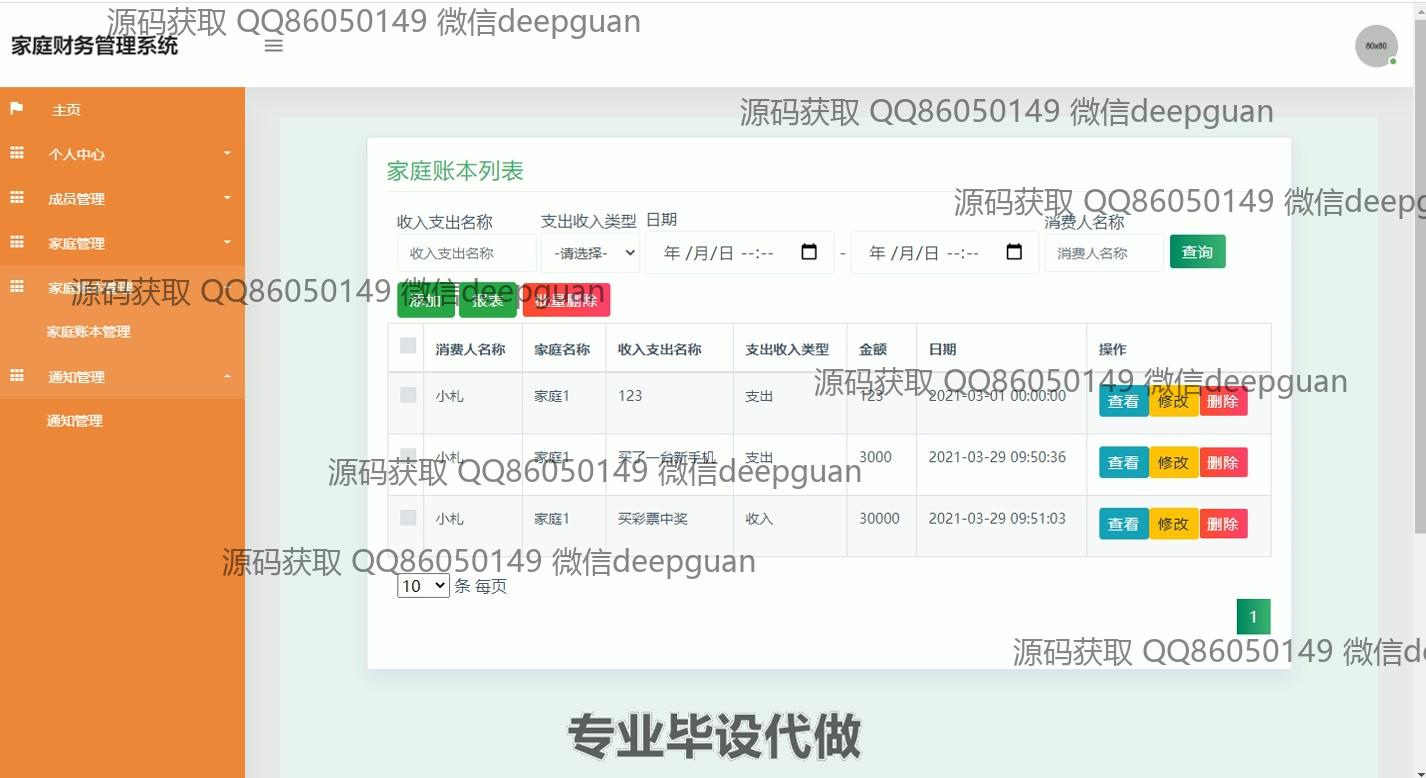 源码获取 QQ86050149 微信deepguan
家庭财务管理系统
80x80
主页
源码获取 QQ86050149 微信deepguan
个人中心
家庭账本列表
成员管理
源码获取 QQ86050149 微信deepg
收入支出名称 支出收入类型 日期 消费人名称
家庭管理
收入支出名称 -请选择- 年 /月/日 --:-- - 年 /月/日 --:-- 消费人名称 查询
源码获取 QQ86050149 微信deepguan
添加 报表 批量删除
家庭账本管理
消费人名称 家庭名称 收入支出名称 支出收入类型 金额 日期 操作
通知管理
源码获取 QQ86050149 微信deepguan
小札 家庭1 123 支出 123 2021-03-01 00:00:00 查看 修改 删除
通知管理
小札 家庭1 买了一台新手机 支出 3000 2021-03-29 09:50:36 查看 修改 删除
源码获取 QQ86050149 微信deepguan
小札 家庭1 买彩票中奖 收入 30000 2021-03-29 09:51:03 查看 修改 删除
源码获取 QQ86050149 微信deepguan
10 条 每页
1
源码获取 QQ86050149 微信de
专业毕设代做